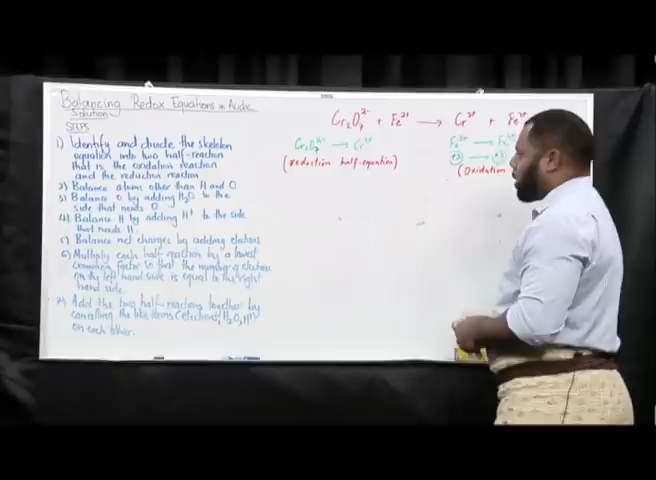 Balancing Redox Equations in Acidic
Solution
STEPS
1) Identify and divide the skeleton
equation into two half-reaction
that is the oxidation reaction
and the reduction reaction
2) Balance atoms other than H and O
3) Balance O by adding H₂O to the
side that needs O
4) Balance H by adding H⁺ to the side
that needs H.
5) Balance net charges by adding electrons
6) Multiply each half reaction by a lowest
common factor so that the number of electrons
on the left hand side is equal to the right
hand side.
7) Add the two half-reactions together by
cancelling the like items (electrons, H₂O, H⁺)
on each other.
Cr₂O₇²⁻ + Fe²⁺ → Cr³⁺ + Fe³⁺
Cr₂O₇²⁻ → Cr³⁺
(reduction half-equation)
Fe²⁺ → Fe³⁺
→
(oxidation